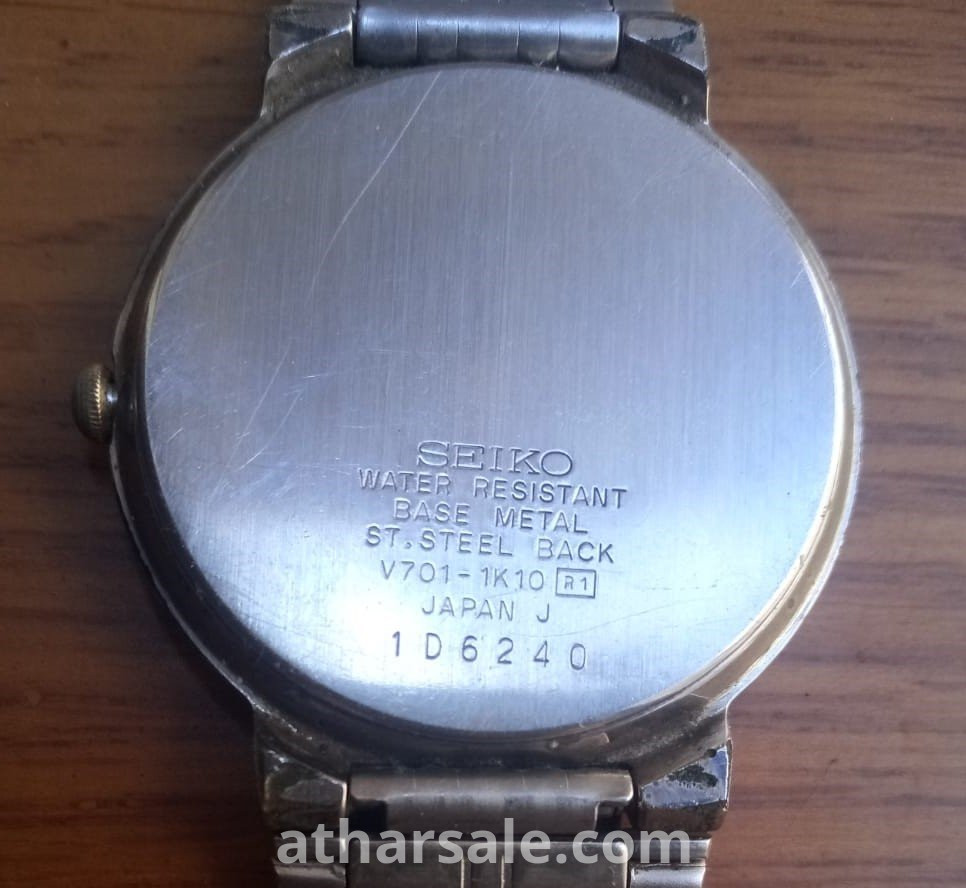 SEIKO
WATER RESISTANT
BASE METAL
ST.STEEL BACK
V701-1K10 R1
JAPAN J
1D6240
atharsale.com